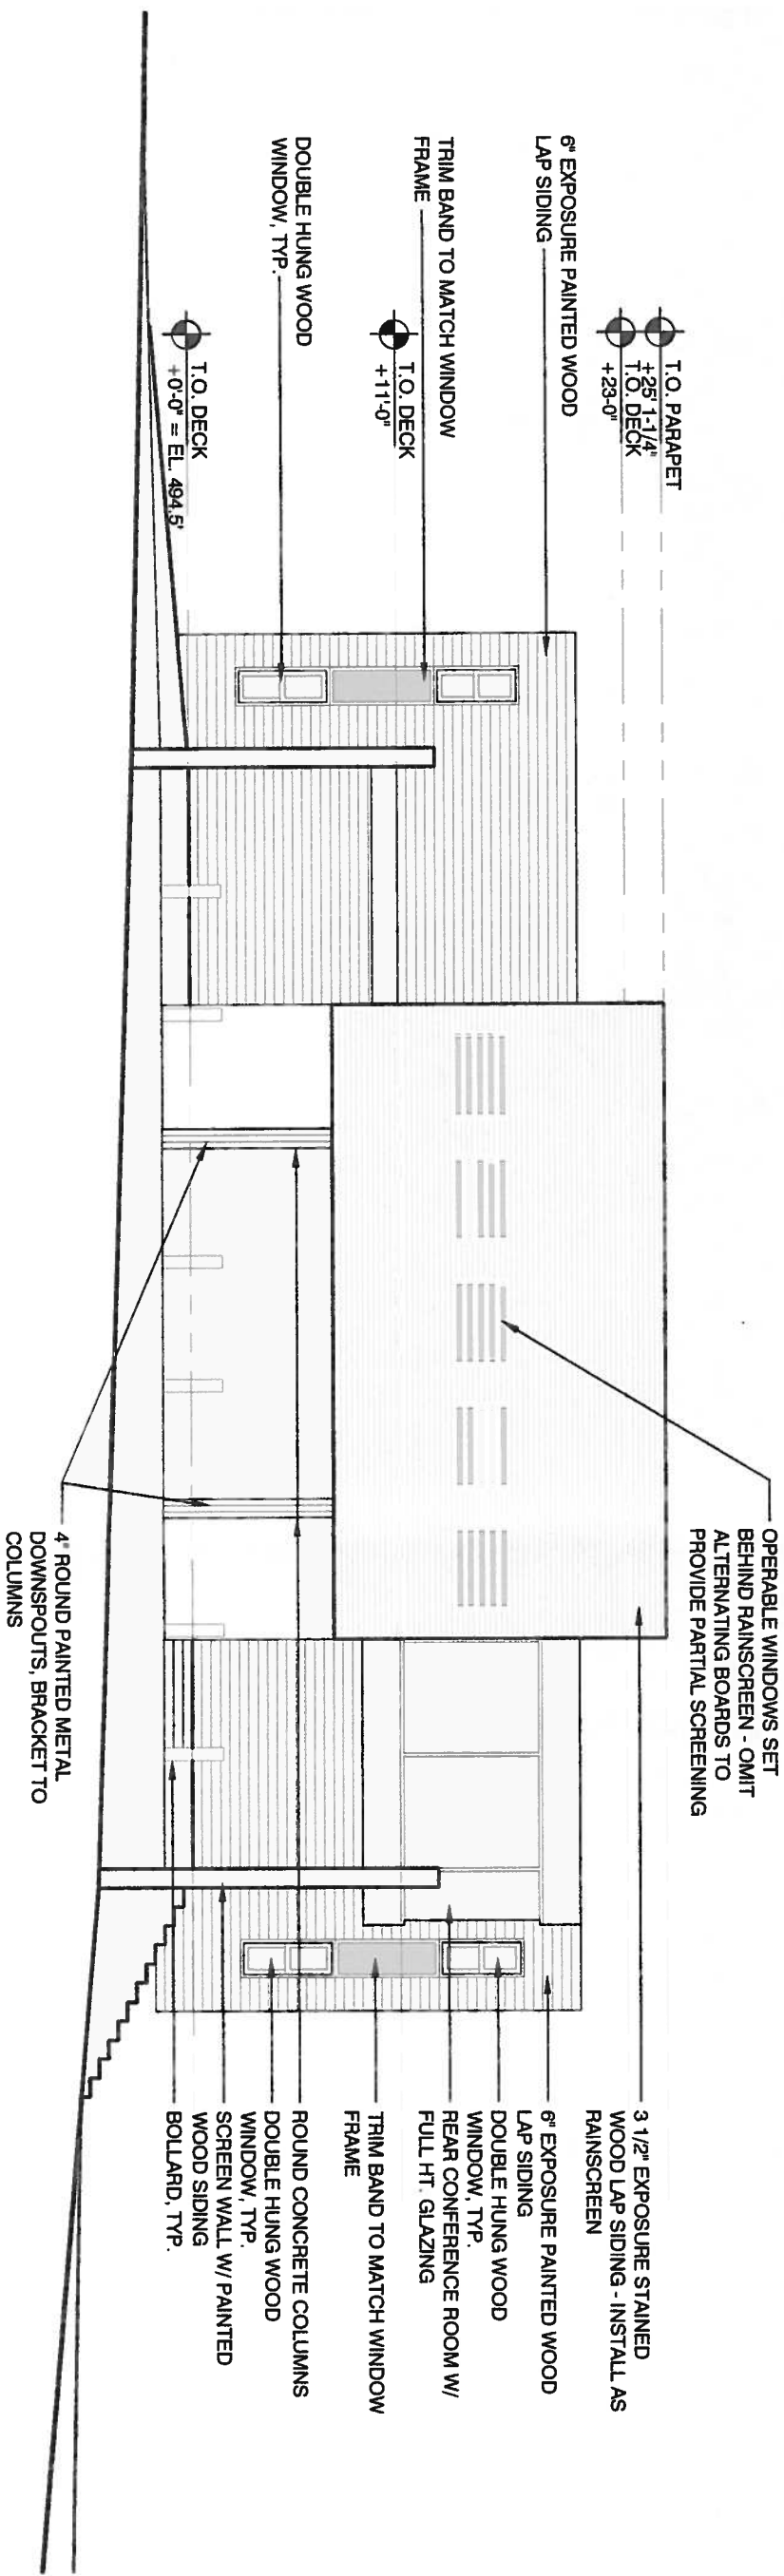 OPERABLE WINDOWS SET
BEHIND RAINSCREEN - OMIT
ALTERNATING BOARDS TO
PROVIDE PARTIAL SCREENING
T.O. PARAPET
+25' 1-1/4"
T.O. DECK
+23-0"
6" EXPOSURE PAINTED WOOD
LAP SIDING
TRIM BAND TO MATCH WINDOW
FRAME
T.O. DECK
+11'-0"
DOUBLE HUNG WOOD
WINDOW, TYP.
T.O. DECK
+0'-0" = EL. 494.5'
3 1/2" EXPOSURE STAINED
WOOD LAP SIDING - INSTALL AS
RAINSCREEN
6" EXPOSURE PAINTED WOOD
LAP SIDING
DOUBLE HUNG WOOD
WINDOW, TYP.
REAR CONFERENCE ROOM W/
FULL HT. GLAZING
TRIM BAND TO MATCH WINDOW
FRAME
ROUND CONCRETE COLUMNS
DOUBLE HUNG WOOD
WINDOW, TYP.
SCREEN WALL W/ PAINTED
WOOD SIDING
BOLLARD, TYP.
4" ROUND PAINTED METAL
DOWNSPOUTS, BRACKET TO
COLUMNS